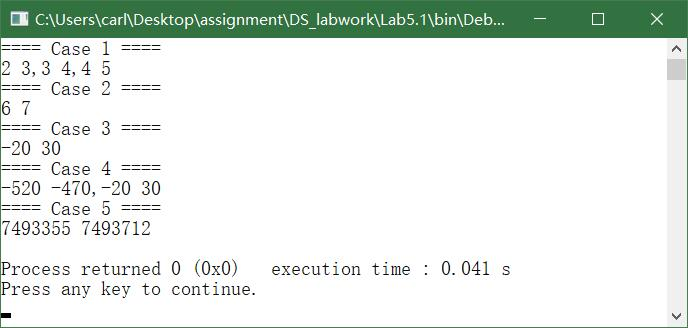 C:\Users\carl\Desktop\assignment\DS_labwork\Lab5.1\bin\Deb...
==== Case 1 ====
2 3,3 4,4 5
==== Case 2 ====
6 7
==== Case 3 ====
-20 30
==== Case 4 ====
-520 -470,-20 30
==== Case 5 ====
7493355 7493712
Process returned 0 (0x0)   execution time : 0.041 s
Press any key to continue.